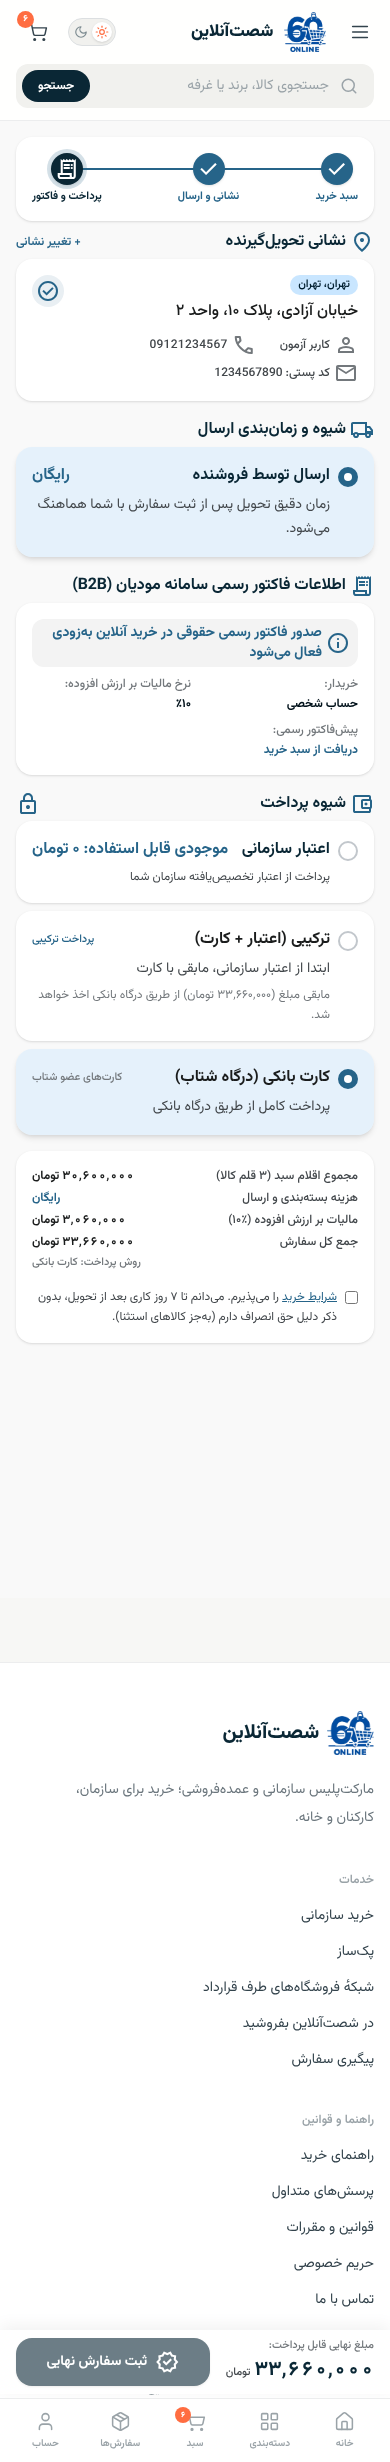 شصت‌آنلاین
60 ONLINE
۶
جستجوی کالا، برند یا غرفه
جستجو
سبد خرید
نشانی و ارسال
پرداخت و فاکتور
نشانی تحویل‌گیرنده
+ تغییر نشانی
تهران، تهران
خیابان آزادی، پلاک ۱۰، واحد ۲
کاربر آزمون
09121234567
کد پستی: 1234567890
شیوه و زمان‌بندی ارسال
ارسال توسط فروشنده
رایگان
زمان دقیق تحویل پس از ثبت سفارش با شما هماهنگ
می‌شود.
اطلاعات فاکتور رسمی سامانه مودیان (B2B)
صدور فاکتور رسمی حقوقی در خرید آنلاین به‌زودی
فعال می‌شود
خریدار:
نرخ مالیات بر ارزش افزوده:
حساب شخصی
۱۰٪
پیش‌فاکتور رسمی:
دریافت از سبد خرید
شیوه پرداخت
اعتبار سازمانی
موجودی قابل استفاده: ۰ تومان
پرداخت از اعتبار تخصیص‌یافته سازمان شما
ترکیبی (اعتبار + کارت)
پرداخت ترکیبی
ابتدا از اعتبار سازمانی، مابقی با کارت
مابقی مبلغ (۳۳,۶۶۰,۰۰۰ تومان) از طریق درگاه بانکی اخذ خواهد
شد.
کارت بانکی (درگاه شتاب)
کارت‌های عضو شتاب
پرداخت کامل از طریق درگاه بانکی
مجموع اقلام سبد (۳ قلم کالا)
۳۰,۶۰۰,۰۰۰ تومان
هزینه بسته‌بندی و ارسال
رایگان
مالیات بر ارزش افزوده (۱۰٪)
۳,۰۶۰,۰۰۰ تومان
جمع کل سفارش
۳۳,۶۶۰,۰۰۰ تومان
روش پرداخت: کارت بانکی
شرایط خرید را می‌پذیرم. می‌دانم تا ۷ روز کاری بعد از تحویل، بدون
ذکر دلیل حق انصراف دارم (به‌جز کالاهای استثنا).
60 ONLINE
شصت‌آنلاین
مارکت‌پلیس سازمانی و عمده‌فروشی؛ خرید برای سازمان،
کارکنان و خانه.
خدمات
خرید سازمانی
پک‌ساز
شبکهٔ فروشگاه‌های طرف قرارداد
در شصت‌آنلاین بفروشید
پیگیری سفارش
راهنما و قوانین
راهنمای خرید
پرسش‌های متداول
قوانین و مقررات
حریم خصوصی
تماس با ما
مبلغ نهایی قابل پرداخت:
۳۳,۶۶۰,۰۰۰ تومان
ثبت سفارش نهایی
خانه
دسته‌بندی
۶
سبد
سفارش‌ها
حساب